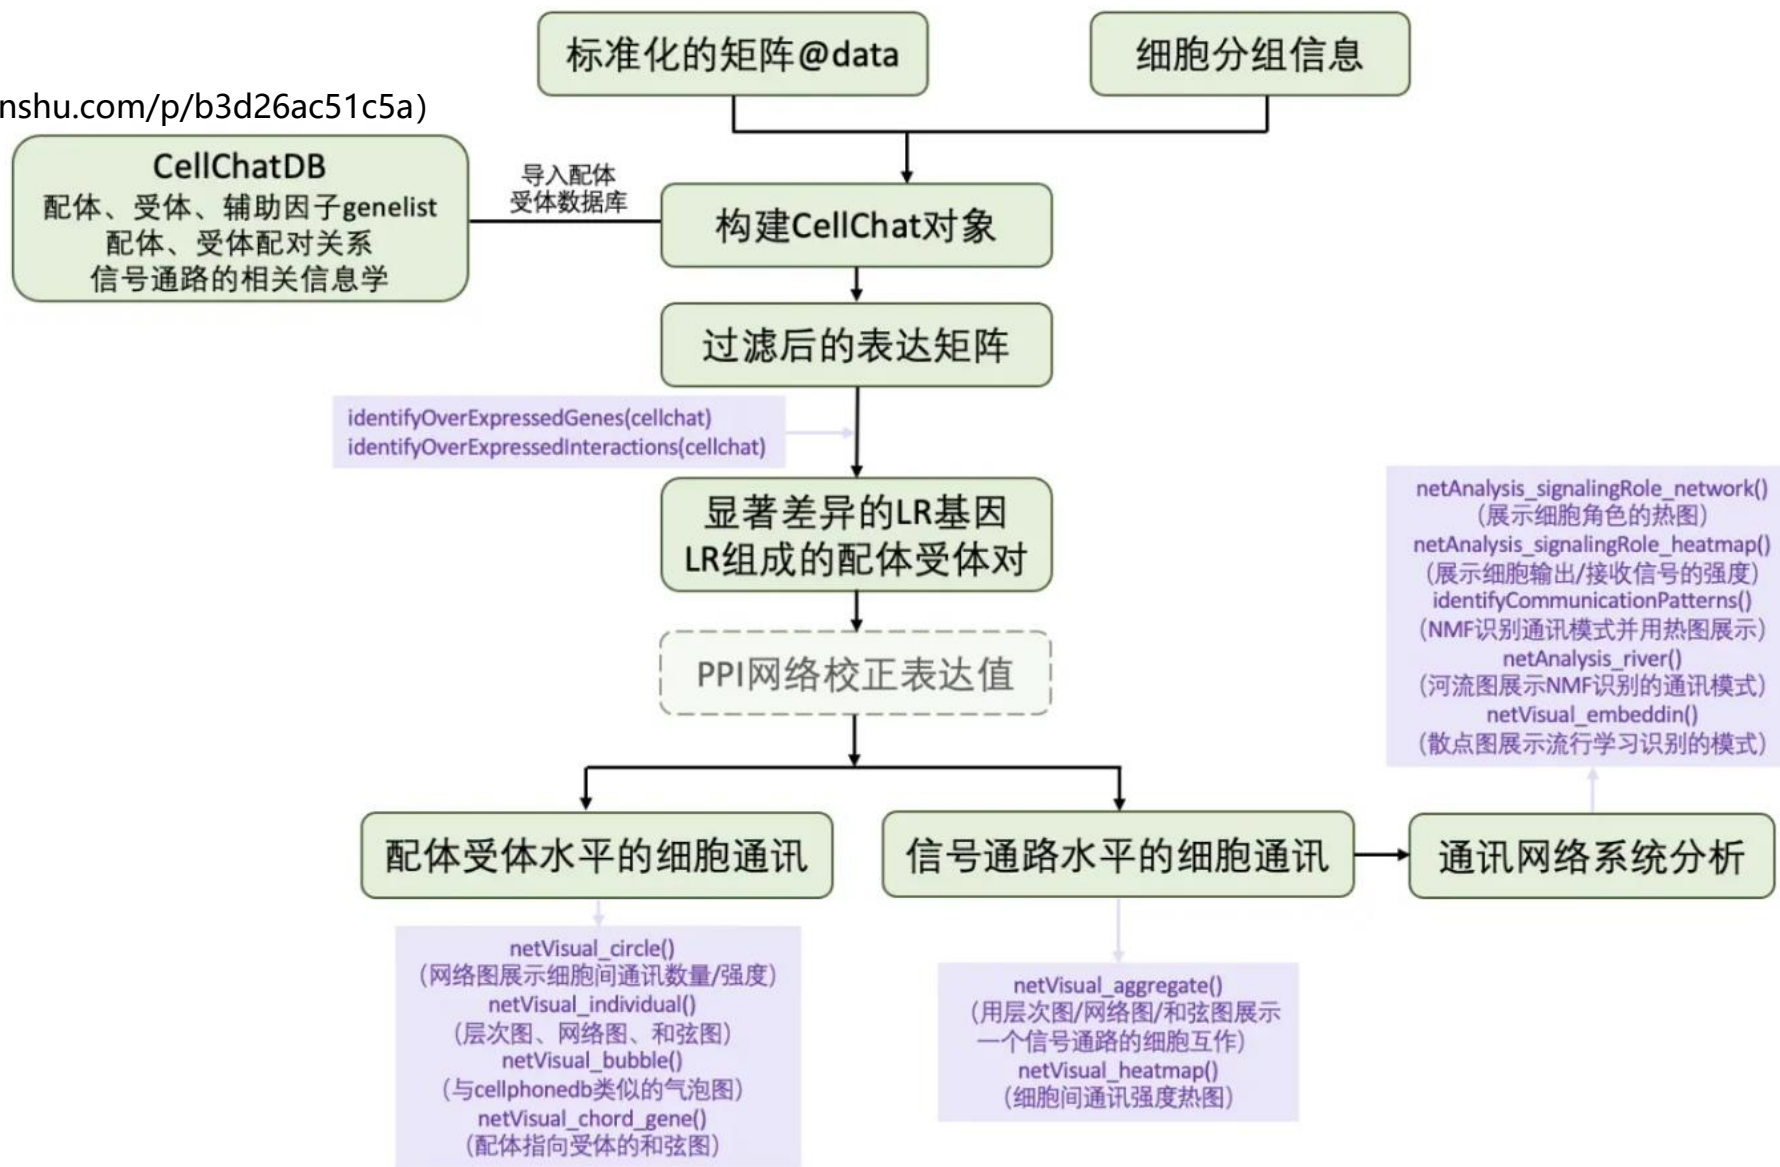 标准化的矩阵@data
细胞分组信息
nshu.com/p/b3d26ac51c5a）
CellChatDB
配体、受体、辅助因子genelist
配体、受体配对关系
信号通路的相关信息学
导入配体
受体数据库
构建CellChat对象
过滤后的表达矩阵
identifyOverExpressedGenes(cellchat)
identifyOverExpressedInteractions(cellchat)
显著差异的LR基因
LR组成的配体受体对
PPI网络校正表达值
配体受体水平的细胞通讯
信号通路水平的细胞通讯
通讯网络系统分析
netAnalysis_signalingRole_network()
（展示细胞角色的热图）
netAnalysis_signalingRole_heatmap()
（展示细胞输出/接收信号的强度）
identifyCommunicationPatterns()
（NMF识别通讯模式并用热图展示）
netAnalysis_river()
（河流图展示NMF识别的通讯模式）
netVisual_embeddin()
（散点图展示流行学习识别的模式）
netVisual_circle()
（网络图展示细胞间通讯数量/强度）
netVisual_individual()
（层次图、网络图、和弦图）
netVisual_bubble()
（与cellphonedb类似的气泡图）
netVisual_chord_gene()
（配体指向受体的和弦图）
netVisual_aggregate()
（用层次图/网络图/和弦图展示
一个信号通路的细胞互作）
netVisual_heatmap()
（细胞间通讯强度热图）